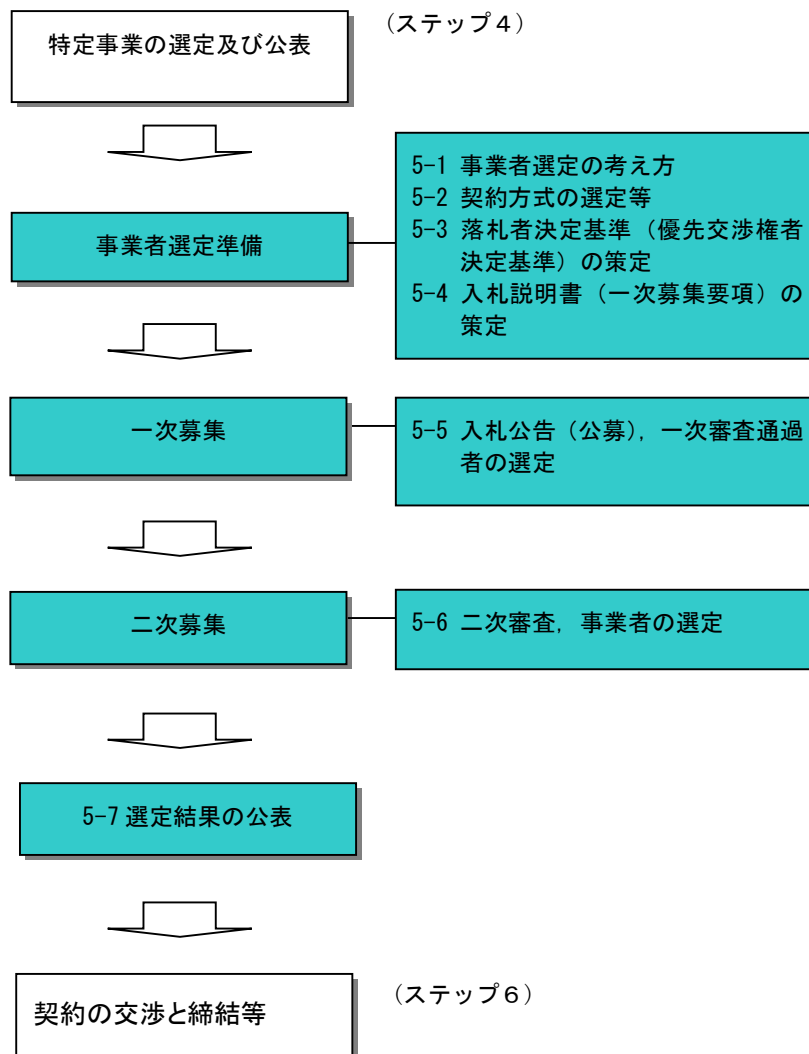 特定事業の選定及び公表
（ステップ４）
5-1 事業者選定の考え方
5-2 契約方式の選定等
5-3 落札者決定基準（優先交渉権者
決定基準）の策定
5-4 入札説明書（一次募集要項）の
策定
事業者選定準備
一次募集
5-5 入札公告（公募），一次審査通過
者の選定
二次募集
5-6 二次審査，事業者の選定
5-7 選定結果の公表
契約の交渉と締結等
（ステップ６）